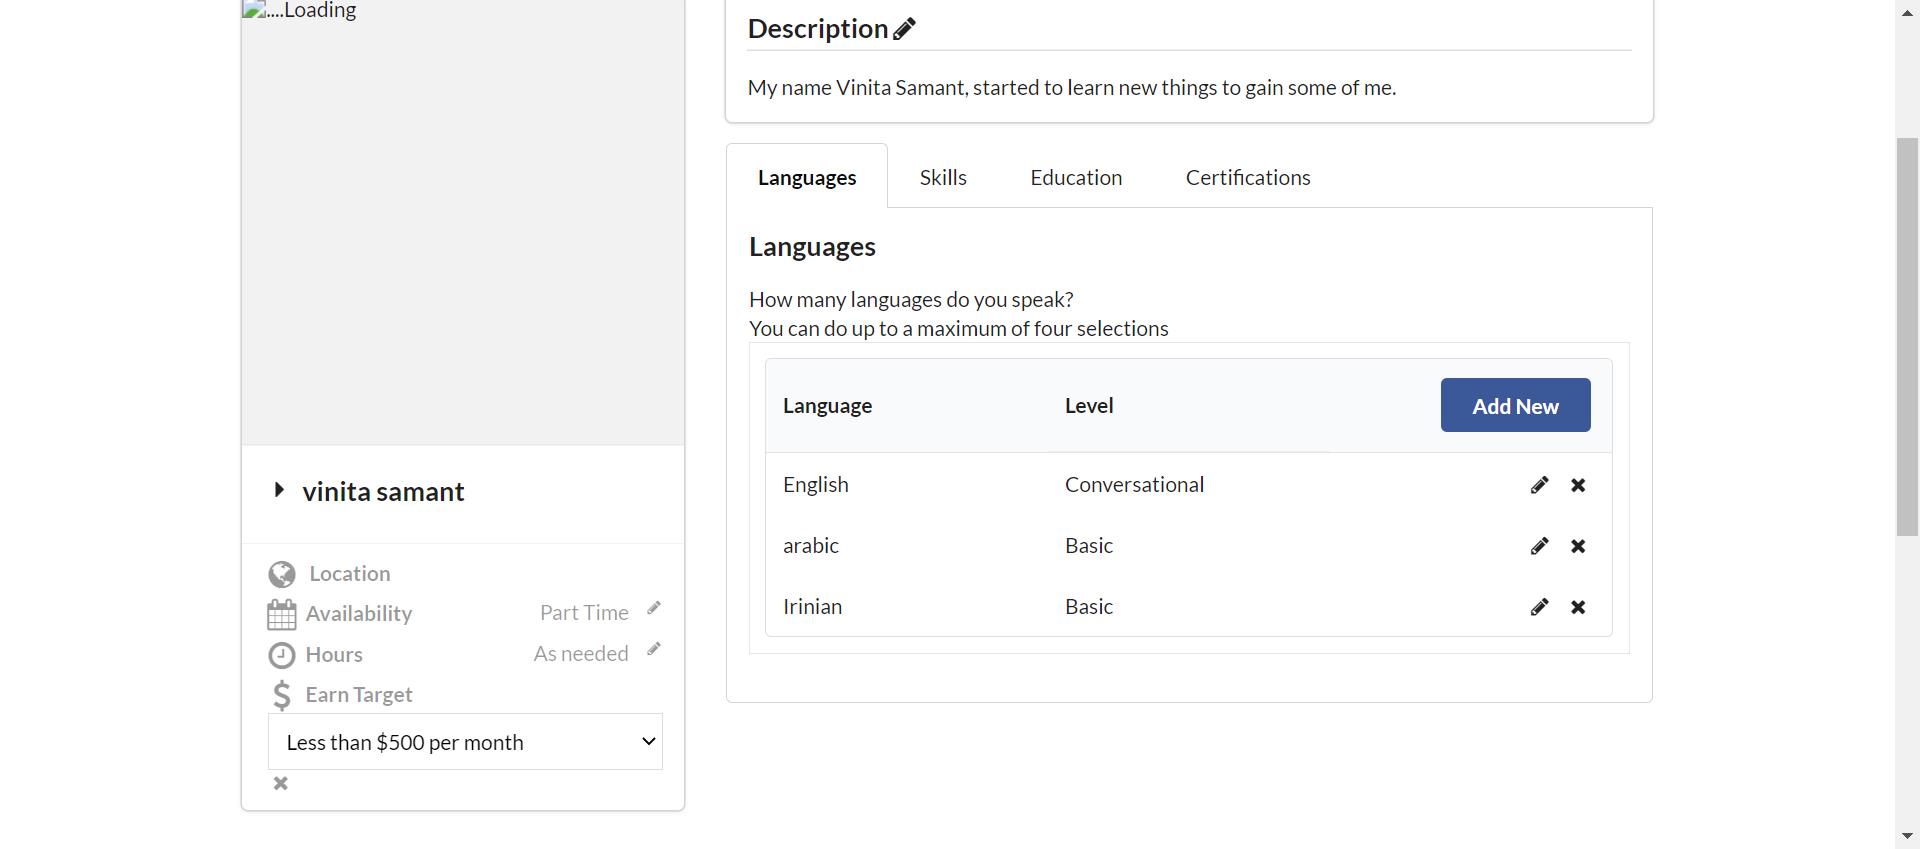 ....Loading
vinita samant
Location
Availability Part Time
Hours As needed
Earn Target
Less than $500 per month
Description
My name Vinita Samant, started to learn new things to gain some of me.
Languages Skills Education Certifications
Languages
How many languages do you speak?
You can do up to a maximum of four selections
Language Level Add New
English Conversational
arabic Basic
Irinian Basic